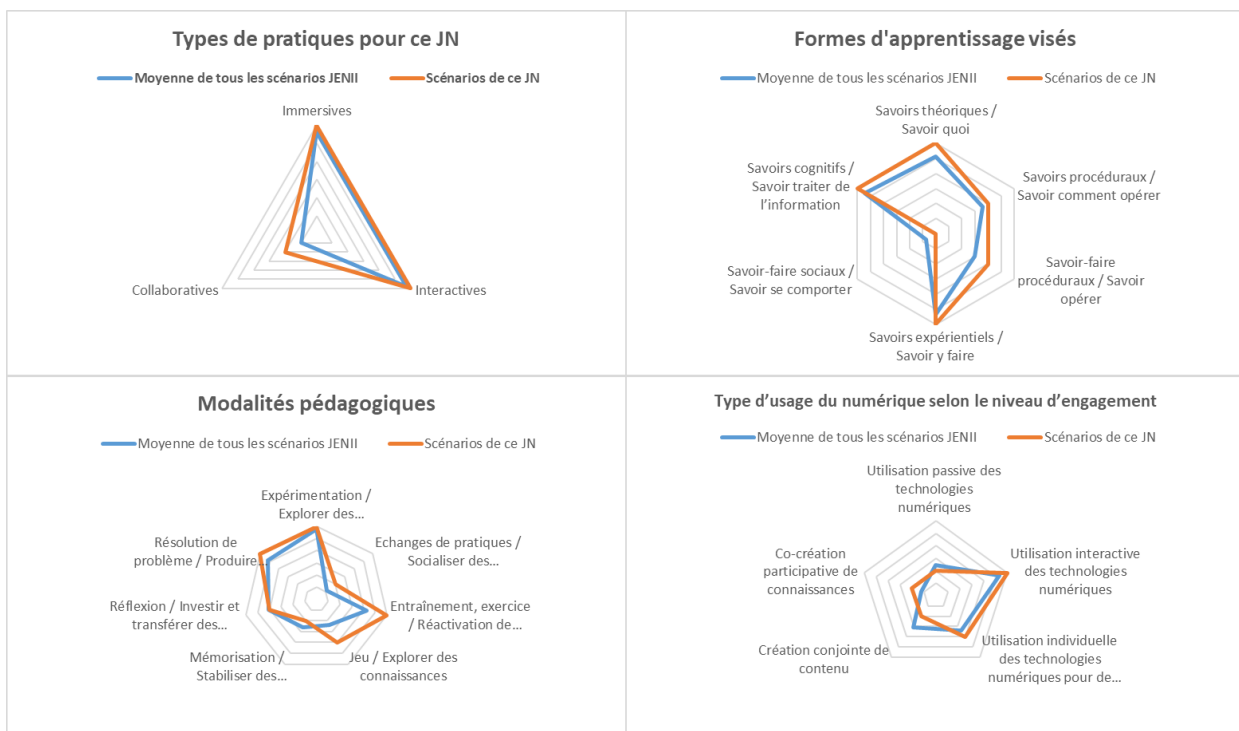 Types de pratiques pour ce JN
Moyenne de tous les scénarios JENII
Scénarios de ce JN
Immersives
Collaboratives
Interactives
Formes d'apprentissage visés
Moyenne de tous les scénarios JENII
Scénarios de ce JN
Savoirs théoriques /
Savoir quoi
Savoirs cognitifs /
Savoir traiter de
l’information
Savoirs procéduraux /
Savoir comment opérer
Savoir-faire sociaux /
Savoir se comporter
Savoir-faire
procéduraux / Savoir
opérer
Savoirs expérientiels /
Savoir y faire
Modalités pédagogiques
Moyenne de tous les scénarios JENII
Scénarios de ce JN
Expérimentation /
Explorer des…
Résolution de
problème / Produire…
Echanges de pratiques /
Socialiser des…
Réflexion / Investir et
transférer des…
Entraînement, exercice
/ Réactivation de…
Mémorisation /
Stabiliser des…
Jeu / Explorer des
connaissances
Type d’usage du numérique selon le niveau d’engagement
Moyenne de tous les scénarios JENII
Scénarios de ce JN
Utilisation passive des
technologies
numériques
Co-création
participative de
connaissances
Utilisation interactive
des technologies
numériques
Création conjointe de
contenu
Utilisation individuelle
des technologies
numériques pour de…